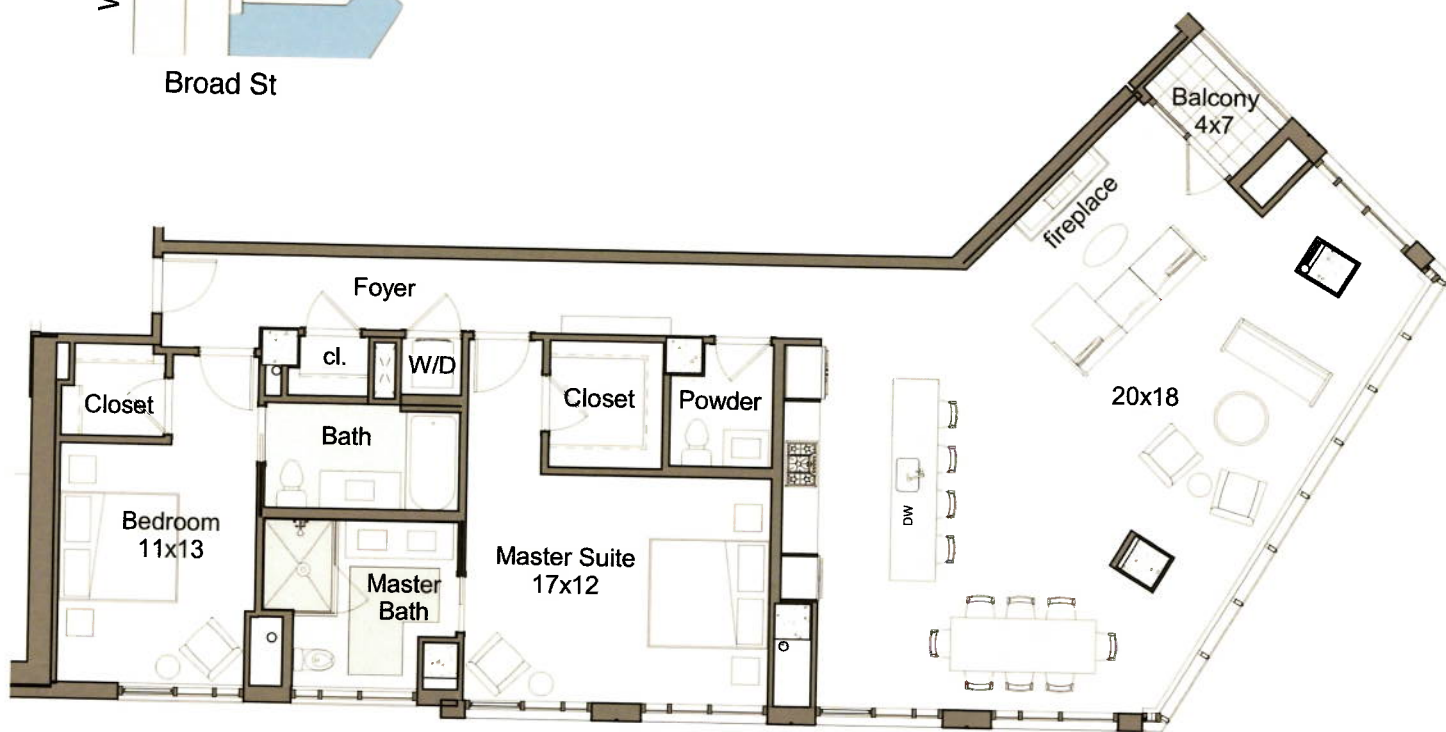 Broad St
Balcony
4x7
fireplace
Foyer
cl.
W/D
Closet
Closet
Powder
20x18
Bath
Bedroom
11x13
DW
Master Suite
17x12
Master
Bath